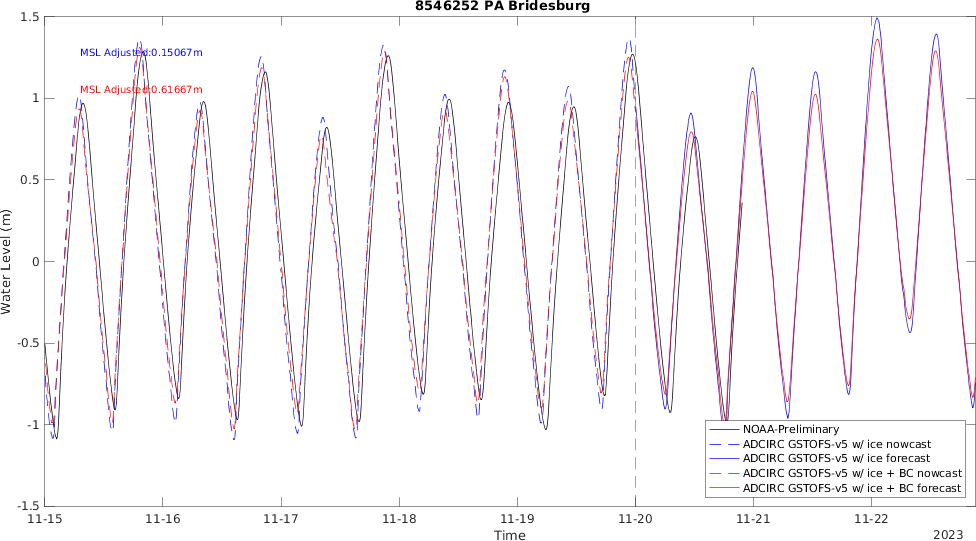 8546252 PA Bridesburg
MSL Adjusted:0.15067m
MSL Adjusted:0.61667m
1.5
1
0.5
0
-0.5
-1
-1.5
Water Level (m)
NOAA-Preliminary
ADCIRC GSTOFS-v5 w/ ice nowcast
ADCIRC GSTOFS-v5 w/ ice forecast
ADCIRC GSTOFS-v5 w/ ice + BC nowcast
ADCIRC GSTOFS-v5 w/ ice + BC forecast
11-15 11-16 11-17 11-18 11-19 11-20 11-21 11-22
Time
2023